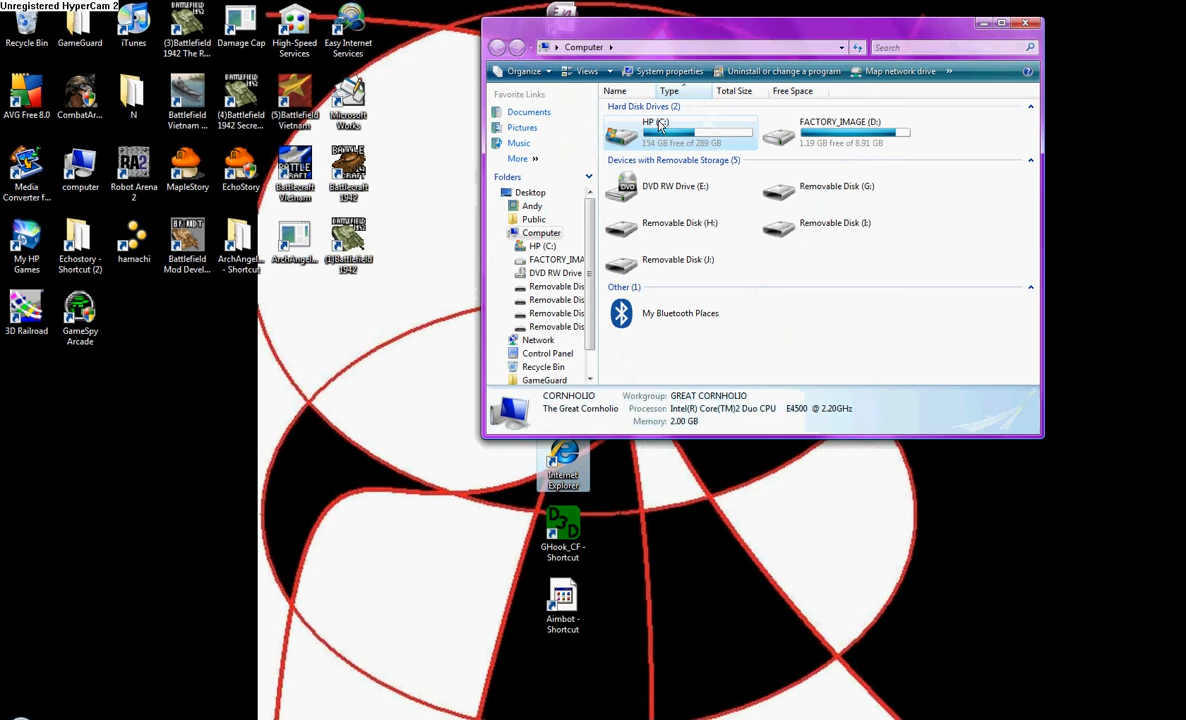 Unregistered HyperCam 2
Recycle Bin
GameGuard
iTunes
(3)Battlefield
1942 The R...
Damage Cap
High-Speed
Services
Easy Internet
Services
AVG Free 8.0
CombatAr...
N
Battlefield
Vietnam ...
(4)Battlefield
1942 Secre...
(5)Battlefield
Vietnam
Microsoft
Works
Media
Converter f...
computer
Robot Arena
2
MapleStory
EchoStory
Battlecraft
Vietnam
Battlecraft
1942
My HP
Games
Echostory -
Shortcut (2)
hamachi
Battlefield
Mod Devel...
ArchAngel...
- Shortcut
ArchAngel...
(1)Battlefield
1942
3D Railroad
GameSpy
Arcade
Computer
Search
Organize
Views
System properties
Uninstall or change a program
Map network drive
»
Favorite Links
Documents
Pictures
Music
More »
Folders
Desktop
Andy
Public
Computer
HP (C:)
FACTORY_IMA
DVD RW Drive
Removable Dis
Removable Dis
Removable Dis
Removable Dis
Network
Control Panel
Recycle Bin
GameGuard
Name
Type
Total Size
Free Space
Hard Disk Drives (2)
HP (C:)
154 GB free of 289 GB
FACTORY_IMAGE (D:)
1.19 GB free of 8.91 GB
Devices with Removable Storage (5)
DVD
DVD RW Drive (E:)
Removable Disk (G:)
Removable Disk (H:)
Removable Disk (I:)
Removable Disk (J:)
Other (1)
My Bluetooth Places
CORNHOLIO
Workgroup: GREAT CORNHOLIO
The Great Cornholio
Processor: Intel(R) Core(TM)2 Duo CPU E4500 @ 2.20GHz
Memory: 2.00 GB
Internet
Explorer
D3D
GHook_CF -
Shortcut
Aimbot -
Shortcut